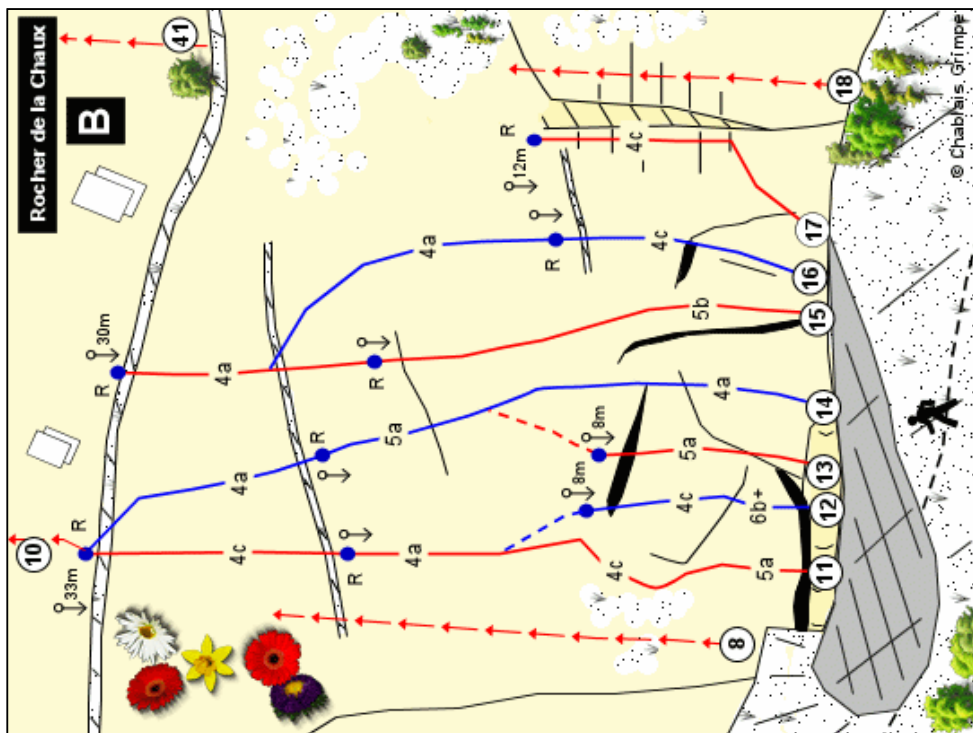 Rocher de la Chaux
B
41
10
33m
R
R
30m
4a
4c
4a
R
R
R
4a
5a
4a
R
R
12m
4c
4c
5b
4a
8m
8m
5a
4c
4c
6b+
5a
8
11
12
13
14
15
16
17
18
© Chablais Grimpe